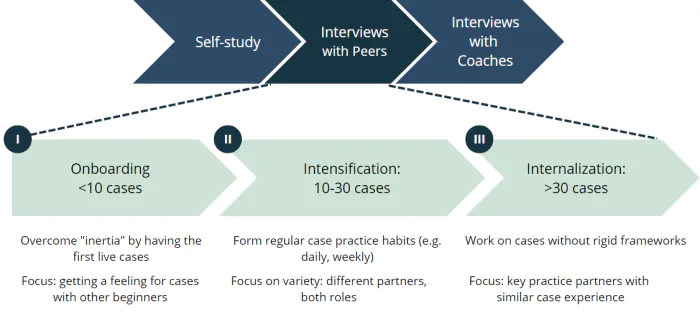 Self-study
Interviews
with Peers
Interviews
with
Coaches
I
Onboarding
<10 cases
II
Intensification:
10-30 cases
III
Internalization:
>30 cases
Overcome "inertia" by having the
first live cases
Focus: getting a feeling for cases
with other beginners
Form regular case practice habits (e.g.
daily, weekly)
Focus on variety: different partners,
both roles
Work on cases without rigid frameworks
Focus: key practice partners with
similar case experience